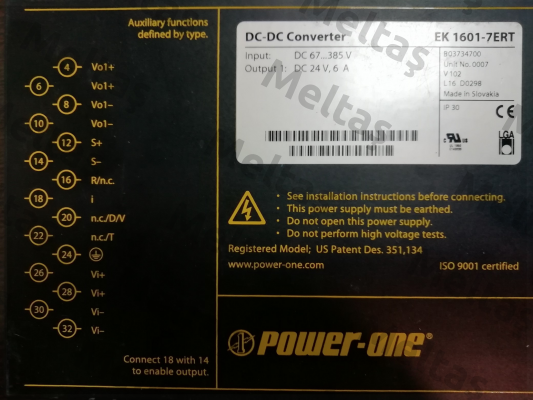 Auxiliary functions
defined by type.
4 Vo1+
6 Vo1+
8 Vo1−
10 Vo1−
12 S+
14 S−
16 R/n.c.
18 i
20 n.c./D/V
22 n.c./T
24
26 Vi+
28 Vi+
30 Vi−
32 Vi−
Connect 18 with 14
to enable output.
DC-DC Converter EK 1601-7ERT
Input: DC 67...385 V
Output 1: DC 24 V, 6 A
B03734700
Unit No. 0007
V102
L16 D0298
Made in Slovakia
IP 30
CE
LGA
• See installation instructions before connecting.
• This power supply must be earthed.
• Do not open this power supply.
• Do not perform high voltage tests.
Registered Model; US Patent Des. 351,134
www.power-one.com ISO 9001 certified
POWER-ONE®
Meltaş